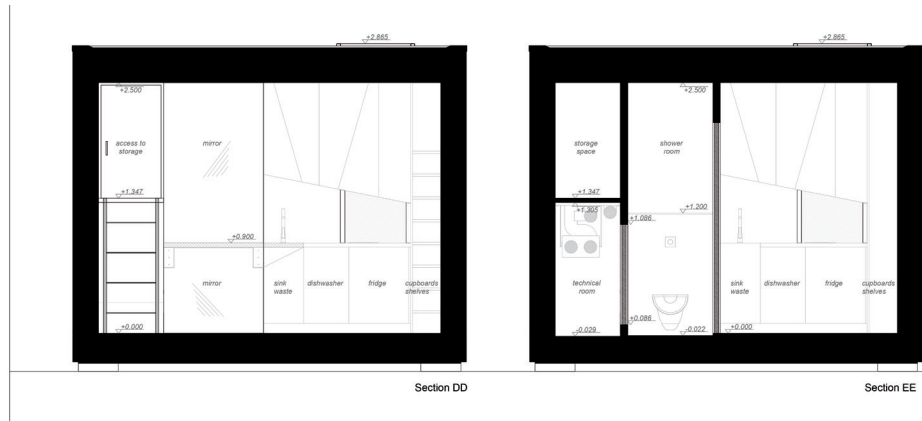 +2.865
+2.500
access to
storage
mirror
+1.347
+0.900
mirror
sink
waste
dishwasher
fridge
cupboards
shelves
+0.000
Section DD
+2.865
+2.500
storage
space
shower
room
+1.347
+1.305
+1.200
+1.086
technical
room
sink
waste
dishwasher
fridge
cupboards
shelves
+0.086
-0.029
-0.022
+0.000
Section EE